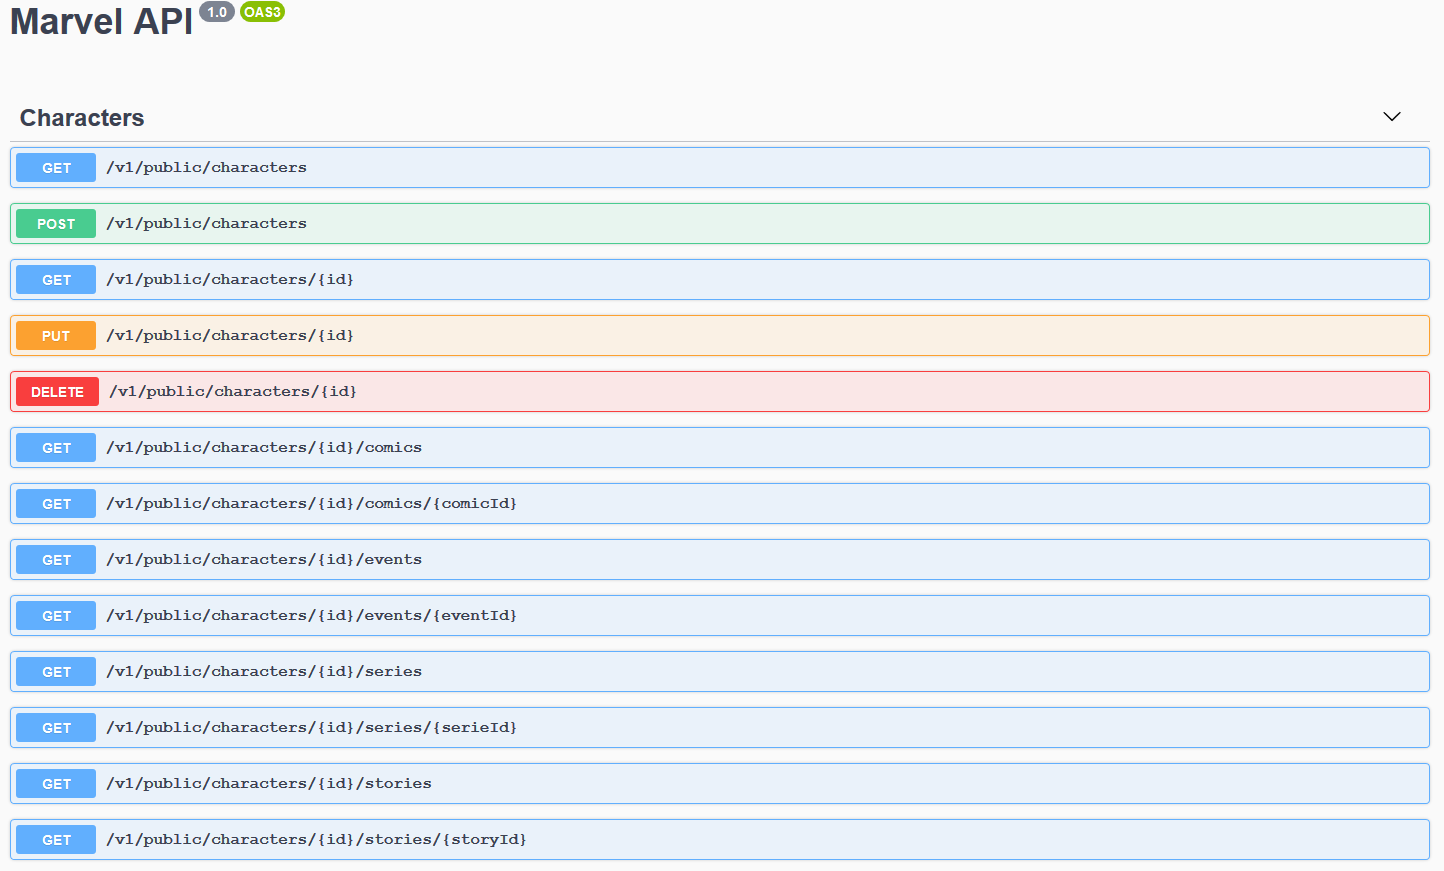 Marvel API 1.0 OAS3
Characters
GET /v1/public/characters
POST /v1/public/characters
GET /v1/public/characters/{id}
PUT /v1/public/characters/{id}
DELETE /v1/public/characters/{id}
GET /v1/public/characters/{id}/comics
GET /v1/public/characters/{id}/comics/{comicId}
GET /v1/public/characters/{id}/events
GET /v1/public/characters/{id}/events/{eventId}
GET /v1/public/characters/{id}/series
GET /v1/public/characters/{id}/series/{serieId}
GET /v1/public/characters/{id}/stories
GET /v1/public/characters/{id}/stories/{storyId}